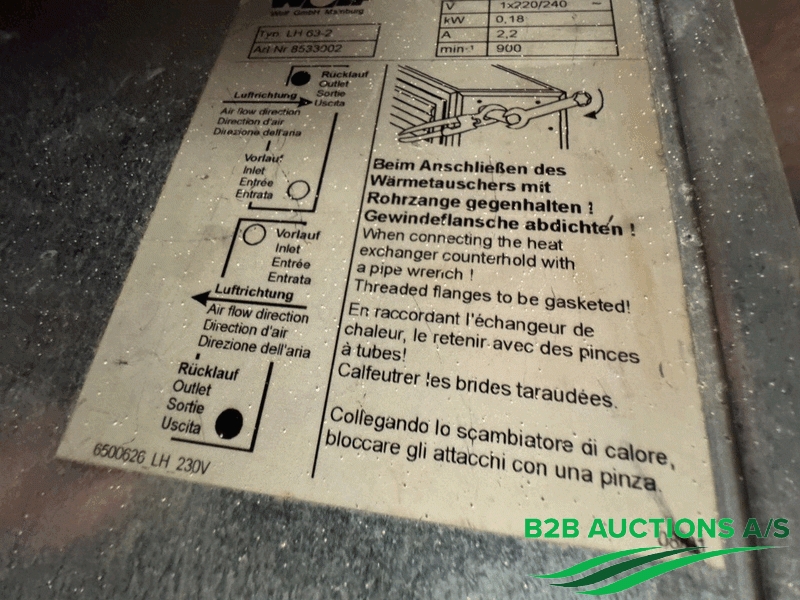 Wolf GmbH Mainburg
Typ: LH 63-2
Art-Nr 8533002
V 1x220/240 ~
kW 0,18
A 2,2
min-1 900
Rücklauf
Outlet
Sortie
Uscita
Luftrichtung
Air flow direction
Direction d'air
Direzione dell'aria
Vorlauf
Inlet
Entrée
Entrata
Vorlauf
Inlet
Entrée
Entrata
Luftrichtung
Air flow direction
Direction d'air
Direzione dell'aria
Rücklauf
Outlet
Sortie
Uscita
6500626 LH 230V
Beim Anschließen des
Wärmetauschers mit
Rohrzange gegenhalten !
Gewindeflansche abdichten !
When connecting the heat
exchanger counterhold with
a pipe wrench !
Threaded flanges to be gasketed!
En raccordant l'échangeur de
chaleur, le retenir avec des pinces
à tubes!
Calfeutrer les brides taraudées.
Collegando lo scambiatore di calore,
bloccare gli attacchi con una pinza.
B2B AUCTIONS A/S